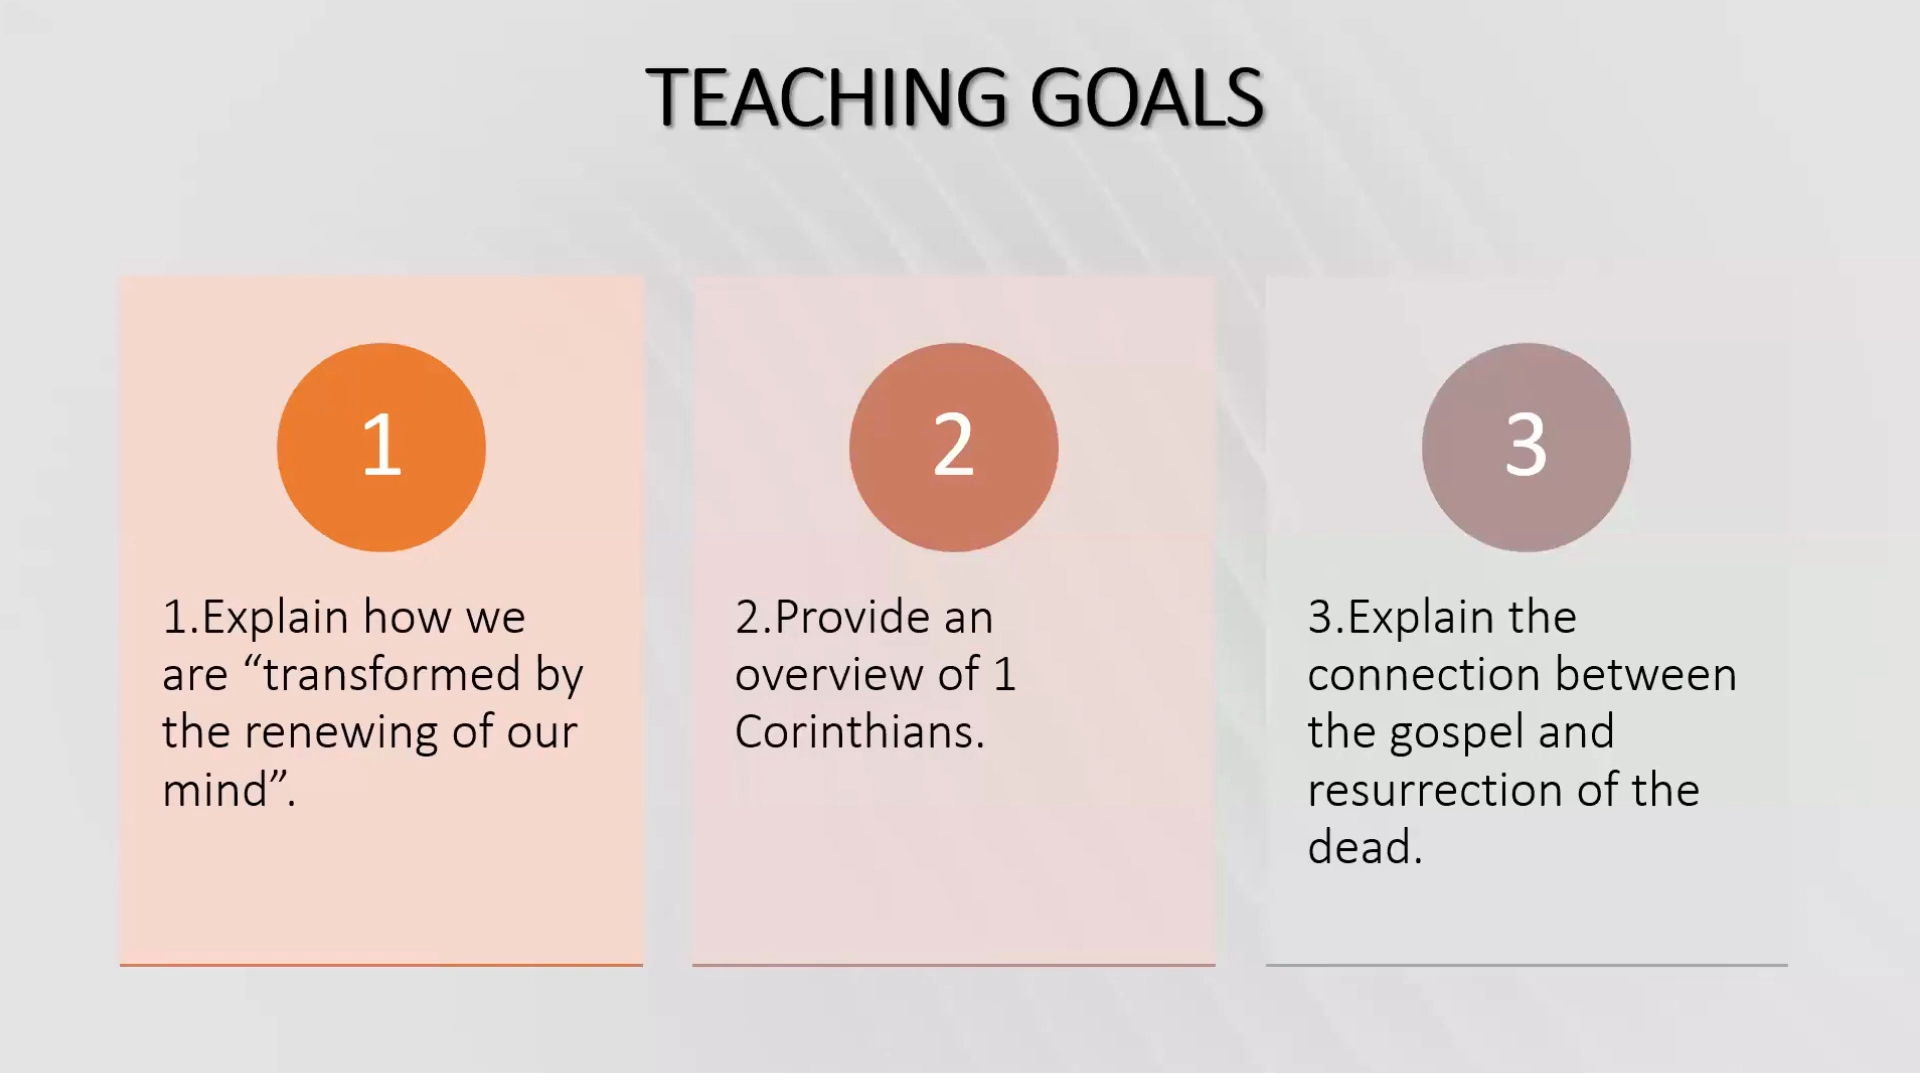 TEACHING GOALS
1
1.Explain how we
are “transformed by
the renewing of our
mind”.
2
2.Provide an
overview of 1
Corinthians.
3
3.Explain the
connection between
the gospel and
resurrection of the
dead.